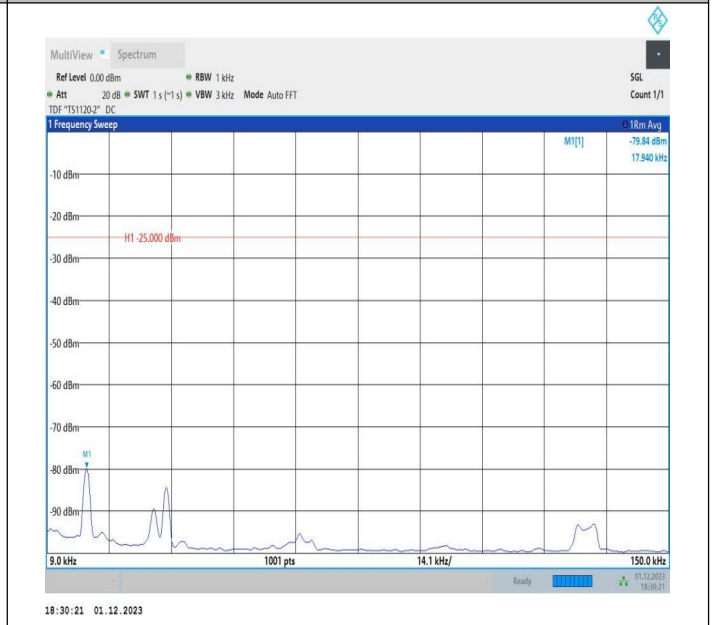 MultiView Spectrum
Ref Level 0.00 dBm RBW 1 kHz SGL
Att 20 dB SWT 1 s (~1 s) VBW 3 kHz Mode Auto FFT Count 1/1
TDF "TS1120-2" DC
1 Frequency Sweep 1Rm Avg
M1[1] -79.84 dBm
17.940 kHz
-10 dBm
-20 dBm
H1 -25.000 dBm
-30 dBm
-40 dBm
-50 dBm
-60 dBm
-70 dBm
M1
-80 dBm
-90 dBm
9.0 kHz 1001 pts 14.1 kHz/ 150.0 kHz
Ready 01.12.2023
18:30:21
18:30:21 01.12.2023